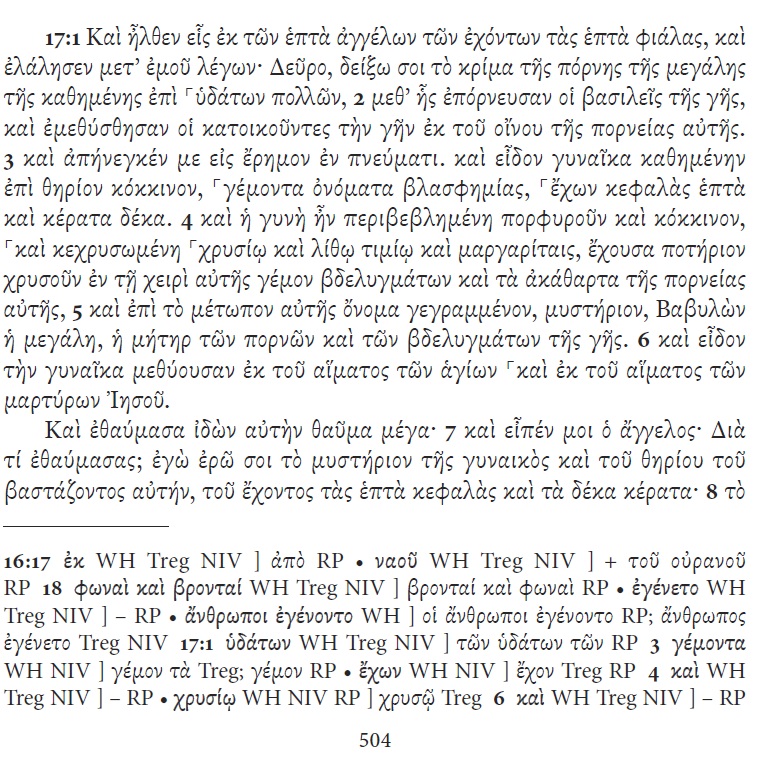 17:1 Καὶ ἦλθεν εἷς ἐκ τῶν ἑπτὰ ἀγγέλων τῶν ἐχόντων τὰς ἑπτὰ φιάλας, καὶ
ἐλάλησεν μετ’ ἐμοῦ λέγων· Δεῦρο, δείξω σοι τὸ κρίμα τῆς πόρνης τῆς μεγάλης
τῆς καθημένης ἐπὶ ⸀ὑδάτων πολλῶν, 2 μεθ’ ἧς ἐπόρνευσαν οἱ βασιλεῖς τῆς γῆς,
καὶ ἐμεθύσθησαν οἱ κατοικοῦντες τὴν γῆν ἐκ τοῦ οἴνου τῆς πορνείας αὐτῆς.
3 καὶ ἀπήνεγκέν με εἰς ἔρημον ἐν πνεύματι. καὶ εἶδον γυναῖκα καθημένην
ἐπὶ θηρίον κόκκινον, ⸀γέμοντα ὀνόματα βλασφημίας, ⸀ἔχων κεφαλὰς ἑπτὰ
καὶ κέρατα δέκα. 4 καὶ ἡ γυνὴ ἦν περιβεβλημένη πορφυροῦν καὶ κόκκινον,
⸀καὶ κεχρυσωμένη ⸀χρυσίῳ καὶ λίθῳ τιμίῳ καὶ μαργαρίταις, ἔχουσα ποτήριον
χρυσοῦν ἐν τῇ χειρὶ αὐτῆς γέμον βδελυγμάτων καὶ τὰ ἀκάθαρτα τῆς πορνείας
αὐτῆς, 5 καὶ ἐπὶ τὸ μέτωπον αὐτῆς ὄνομα γεγραμμένον, μυστήριον, Βαβυλὼν
ἡ μεγάλη, ἡ μήτηρ τῶν πορνῶν καὶ τῶν βδελυγμάτων τῆς γῆς. 6 καὶ εἶδον
τὴν γυναῖκα μεθύουσαν ἐκ τοῦ αἵματος τῶν ἁγίων ⸀καὶ ἐκ τοῦ αἵματος τῶν
μαρτύρων Ἰησοῦ.
Καὶ ἐθαύμασα ἰδὼν αὐτὴν θαῦμα μέγα· 7 καὶ εἶπέν μοι ὁ ἄγγελος· Διὰ
τί ἐθαύμασας; ἐγὼ ἐρῶ σοι τὸ μυστήριον τῆς γυναικὸς καὶ τοῦ θηρίου τοῦ
βαστάζοντος αὐτήν, τοῦ ἔχοντος τὰς ἑπτὰ κεφαλὰς καὶ τὰ δέκα κέρατα· 8 τὸ
16:17 ἐκ WH Treg NIV ] ἀπὸ RP • ναοῦ WH Treg NIV ] + τοῦ οὐρανοῦ
RP 18 φωναὶ καὶ βρονταί WH Treg NIV ] βρονταί καὶ φωναὶ RP • ἐγένετο WH
Treg NIV ] – RP • ἄνθρωποι ἐγένοντο WH ] οἱ ἄνθρωποι ἐγένοντο RP; ἄνθρωπος
ἐγένετο Treg NIV 17:1 ὑδάτων WH Treg NIV ] τῶν ὑδάτων τῶν RP 3 γέμοντα
WH NIV ] γέμον τὰ Treg; γέμον RP • ἔχων WH NIV ] ἔχον Treg RP 4 καὶ WH
Treg NIV ] – RP • χρυσίῳ WH NIV RP ] χρυσῷ Treg 6 καὶ WH Treg NIV ] – RP
504